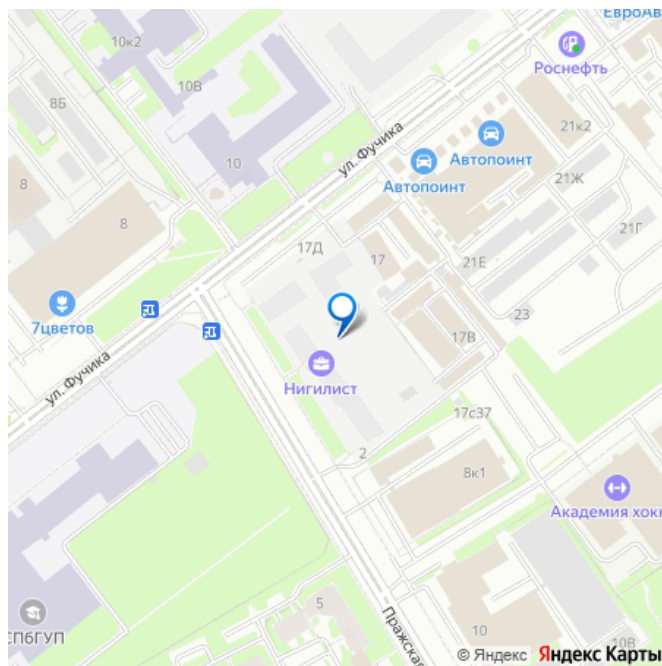 ЕвроАв
10к2
Роснефть
10В
8Б
21к2
ул. Фучика
Автопоинт
10
Автопоинт
21Ж
8
8
21Г
17Д
17
21Е
7цветов
23
17В
ул. Фучика
Нигилист
17с37
2
8к1
Академия хокк
5
СПбГУП
Пражская
10
10В
© Яндекс Яндекс Карты